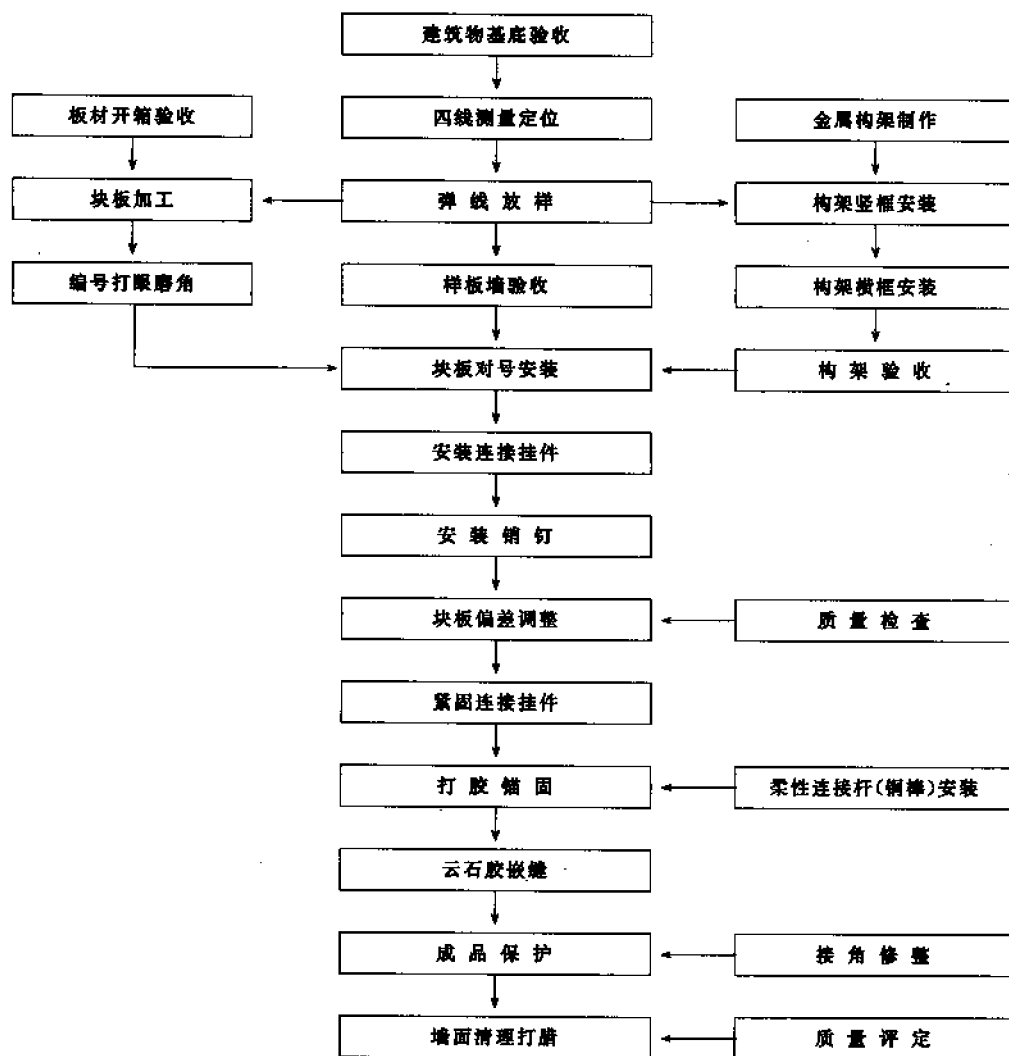 建筑物基底验收
板材开箱验收
四线测量定位
金属构架制作
块板加工
弹线放样
构架竖框安装
编号打眼磨角
样板墙验收
构架横框安装
块板对号安装
构架验收
安装连接挂件
安装销钉
块板偏差调整
质量检查
紧固连接挂件
打胶锚固
柔性连接杆(铜棒)安装
云石胶嵌缝
成品保护
接角修整
墙面清理打腊
质量评定